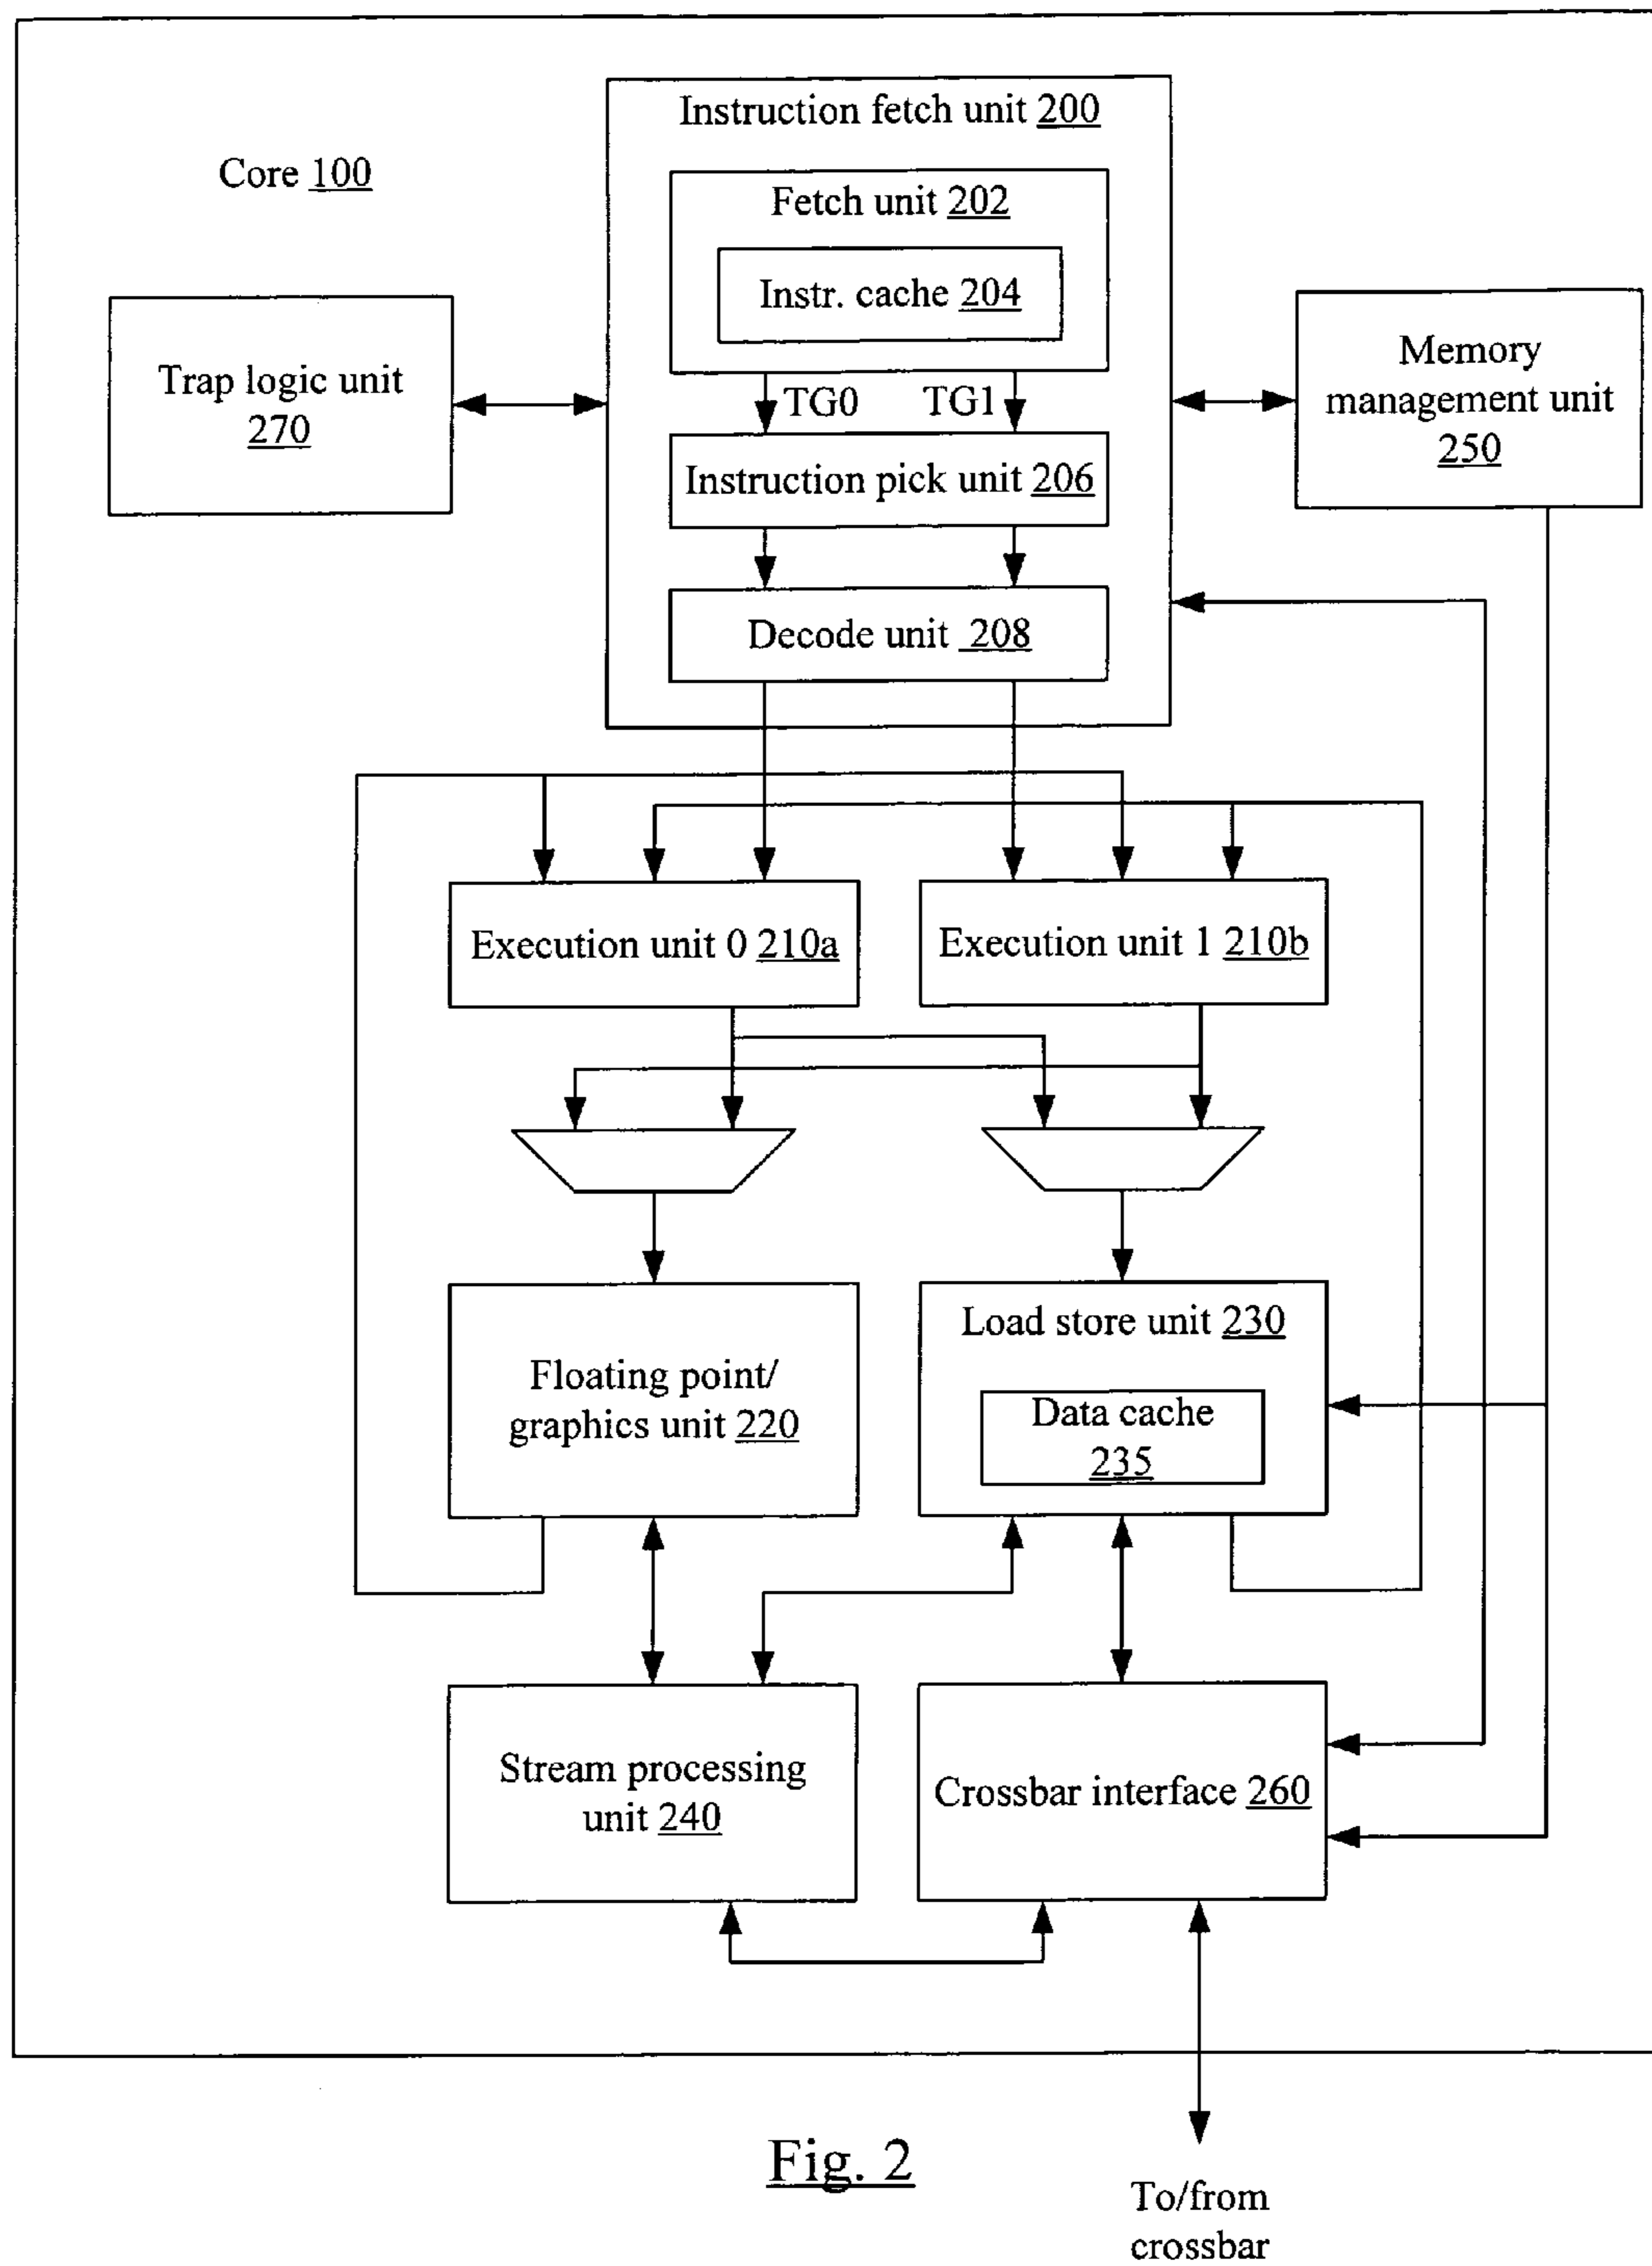 Instruction fetch unit 200
Core 100
Fetch unit 202
Instr. cache 204
Trap logic unit
270
Memory
management unit
250
TG0
TG1
Instruction pick unit 206
Decode unit 208
Execution unit 0 210a
Execution unit 1 210b
Floating point/
graphics unit 220
Load store unit 230
Data cache
235
Stream processing
unit 240
Crossbar interface 260
Fig. 2
To/from
crossbar